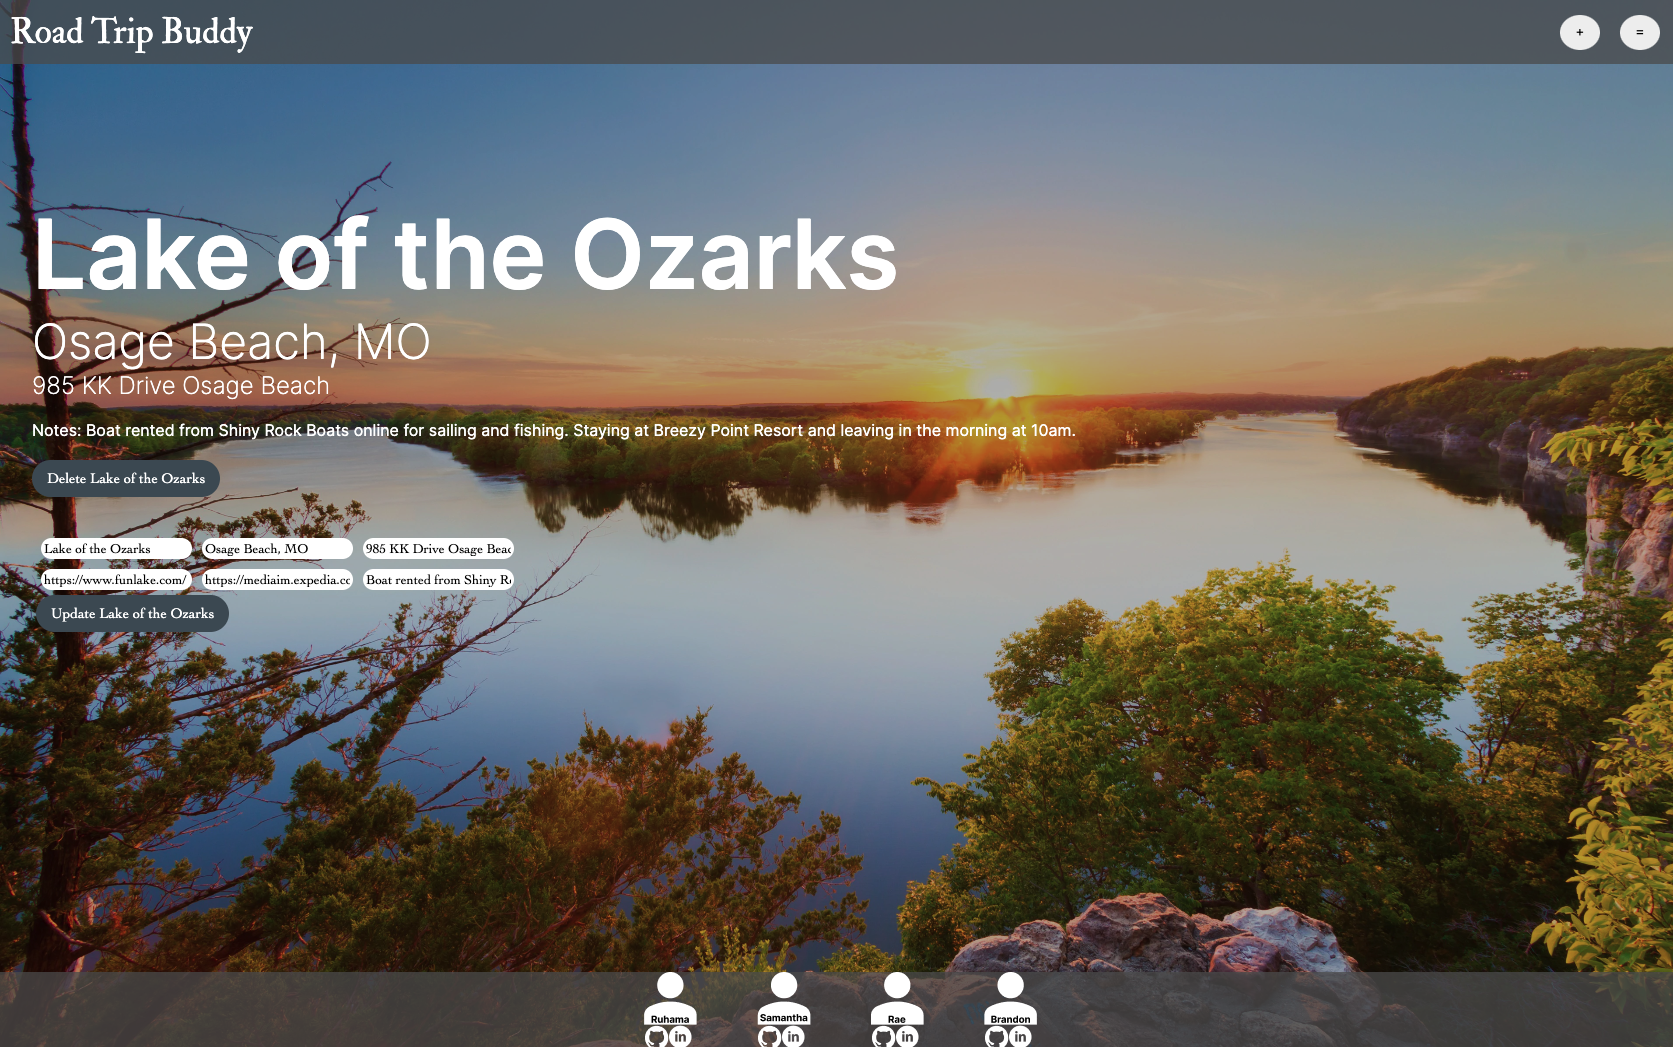 Road Trip Buddy
+ =
Lake of the Ozarks
Osage Beach, MO
985 KK Drive Osage Beach
Notes: Boat rented from Shiny Rock Boats online for sailing and fishing. Staying at Breezy Point Resort and leaving in the morning at 10am.
Delete Lake of the Ozarks
Lake of the Ozarks Osage Beach, MO 985 KK Drive Osage Beac
https://www.funlake.com/ https://mediaim.expedia.cc Boat rented from Shiny R
Update Lake of the Ozarks
Ruhama Samantha Rae Brandon
in in in in